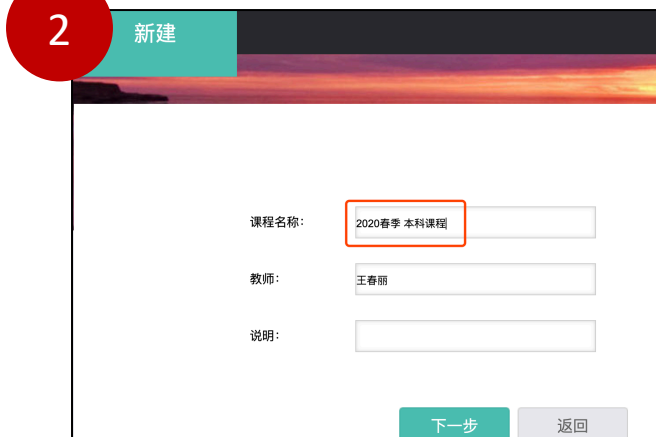 2
新建
课程名称:
2020春季 本科课程
教师:
王春丽
说明:
下一步
返回